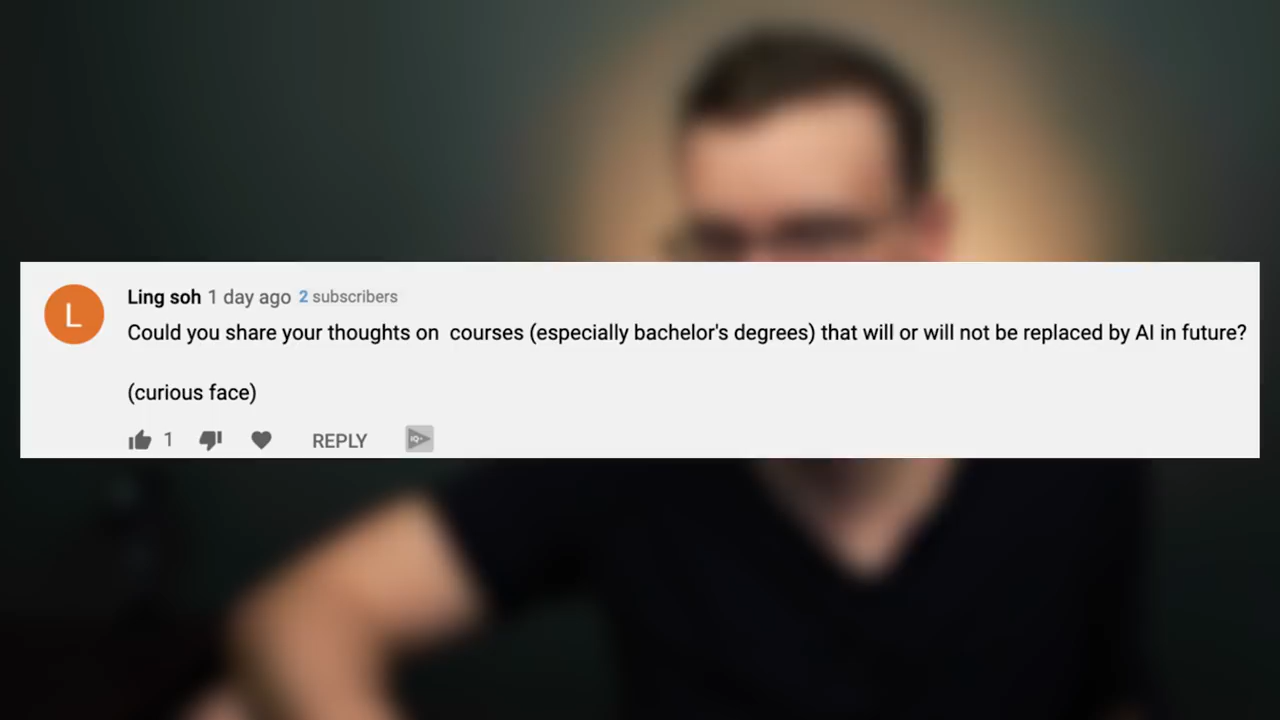 L
Ling soh 1 day ago 2 subscribers
Could you share your thoughts on  courses (especially bachelor's degrees) that will or will not be replaced by AI in future?
(curious face)
1 REPLY IQ+